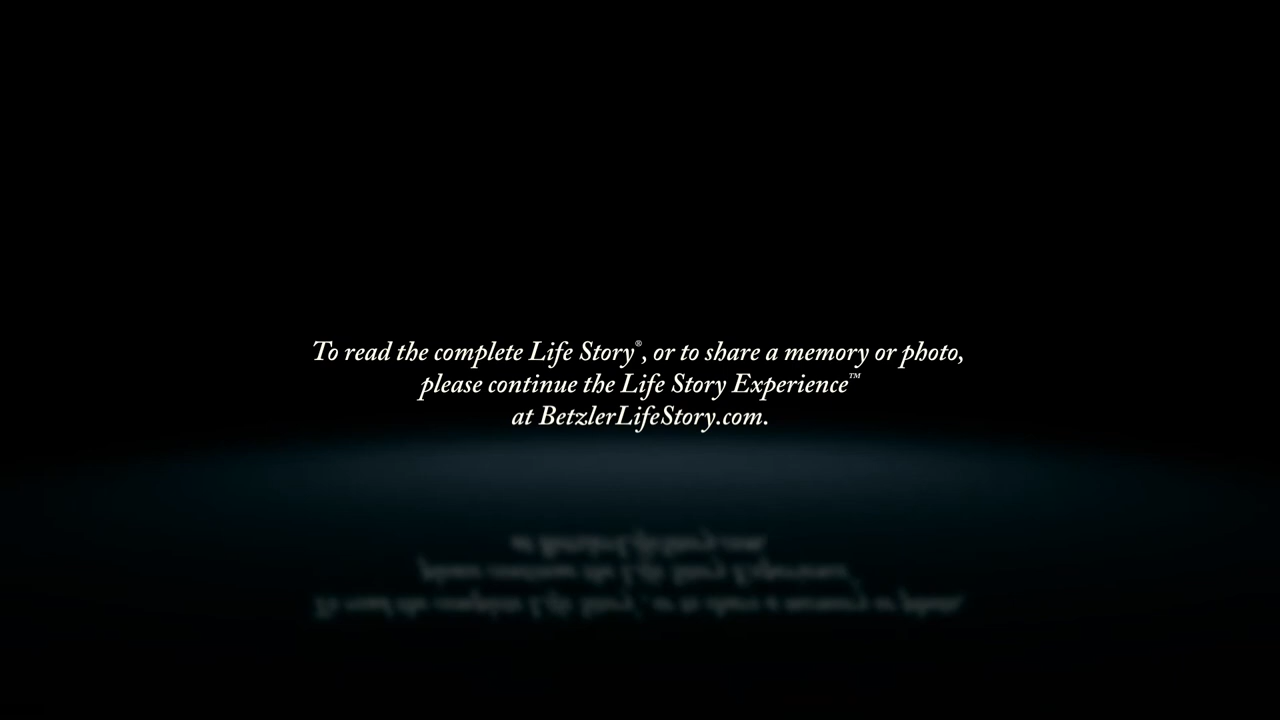 To read the complete Life Story®, or to share a memory or photo,
please continue the Life Story Experience™
at BetzlerLifeStory.com.